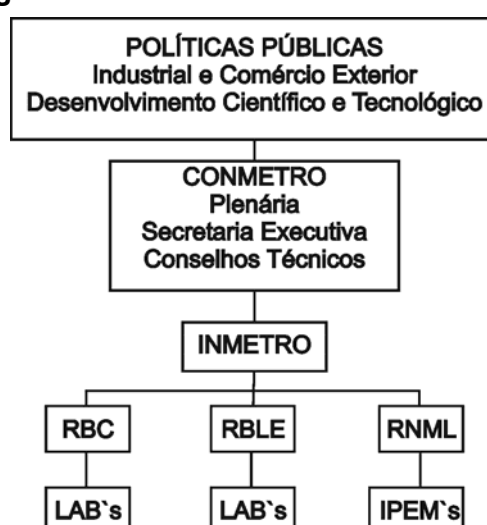 POLÍTICAS PÚBLICAS
Industrial e Comércio Exterior
Desenvolvimento Científico e Tecnológico
CONMETRO
Plenária
Secretaria Executiva
Conselhos Técnicos
INMETRO
RBC RBLE RNML
LAB`s LAB`s IPEM`s